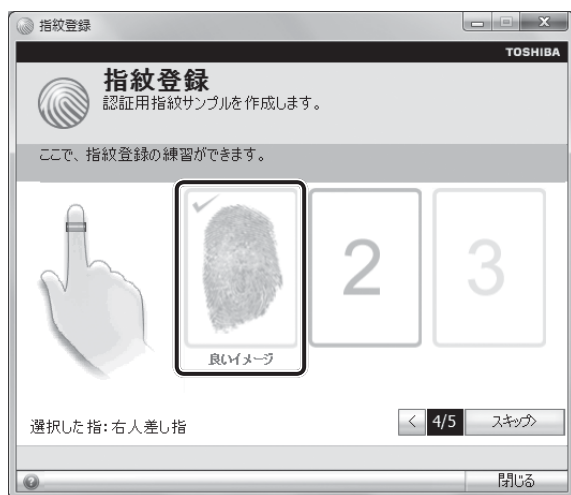 指紋登録
TOSHIBA
指紋登録
認証用指紋サンプルを作成します。
ここで、指紋登録の練習ができます。
2
3
良いイメージ
選択した指：右人差し指
< 4/5 スキップ>
? 閉じる